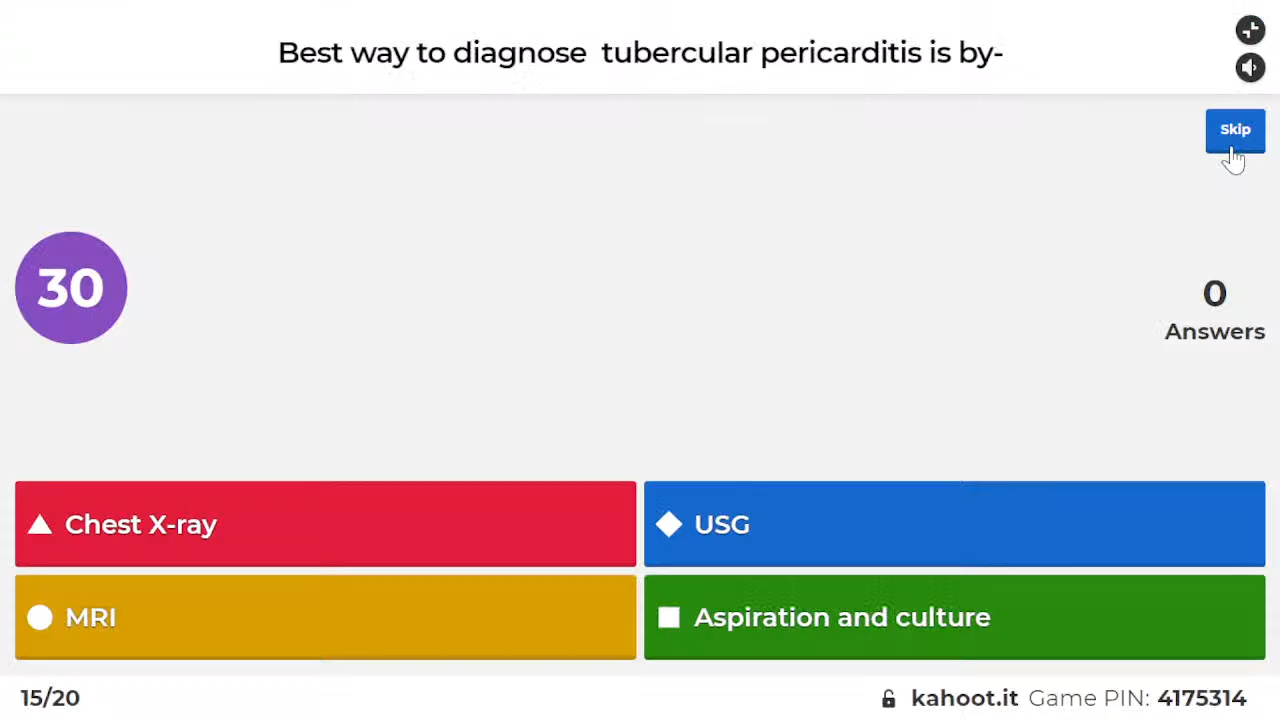 Best way to diagnose tubercular pericarditis is by-
Skip
30
0
Answers
Chest X-ray
USG
MRI
Aspiration and culture
15/20
kahoot.it Game PIN: 4175314